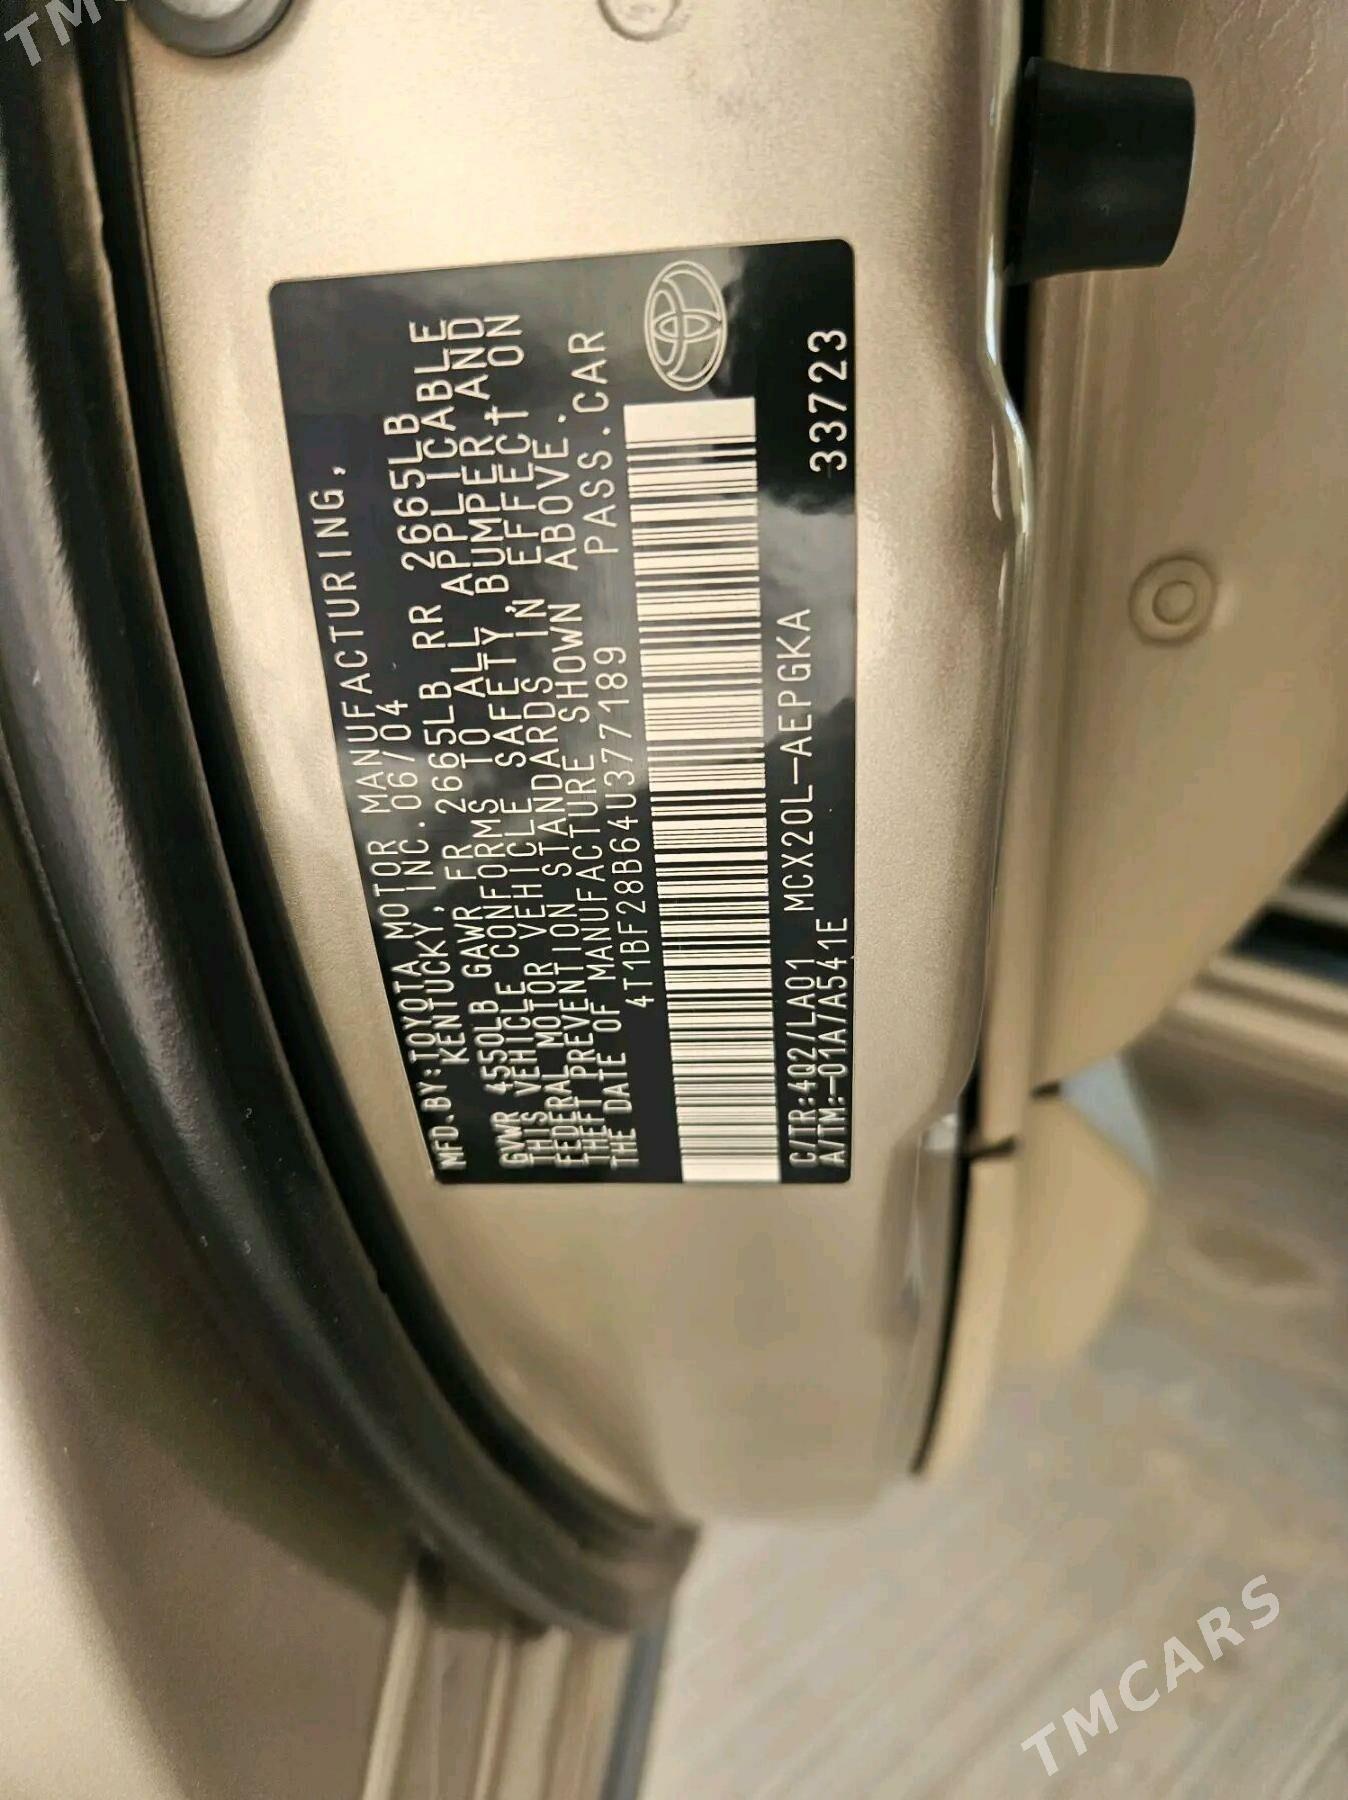 MFD.BY:TOYOTA MOTOR MANUFACTURING,
KENTUCKY,INC.06/04
GVWR 4550LB GAWR FR 2665LB RR 2665LB
THIS VEHICLE CONFORMS TO ALL APPLICABLE
FEDERAL MOTOR VEHICLE SAFETY,BUMPER,AND
THEFT PREVENTION STANDARDS IN EFFECT ON
THE DATE OF MANUFACTURE SHOWN ABOVE.
4T1BF28B64U377189 PASS.CAR
C/TR:4Q2/LA01 MCX20L-AEPGKA 33723
A/TM:-01A/A541E
TMCARS